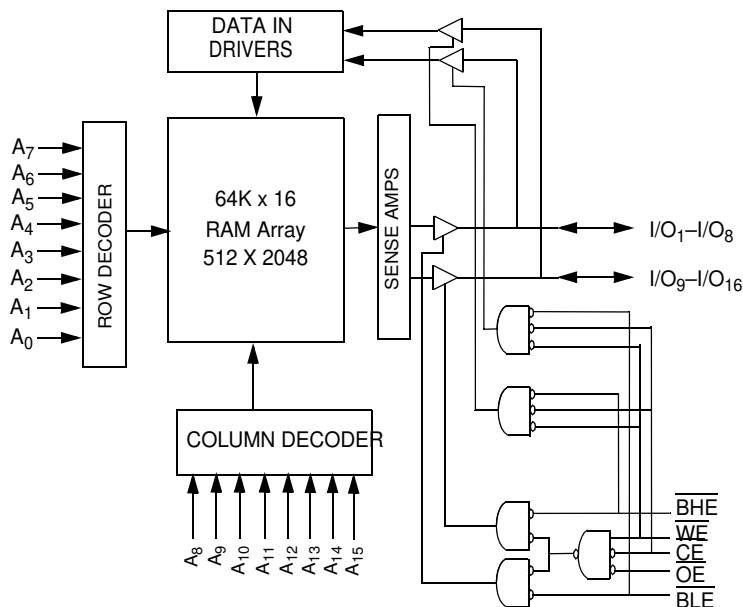 DATA IN
DRIVERS
A7
A6
A5
A4
A3
A2
A1
A0
ROW DECODER
64K x 16
RAM Array
512 X 2048
SENSE AMPS
I/O1–I/O8
I/O9–I/O16
COLUMN DECODER
A8
A9
A10
A11
A12
A13
A14
A15
BHE
WE
CE
OE
BLE